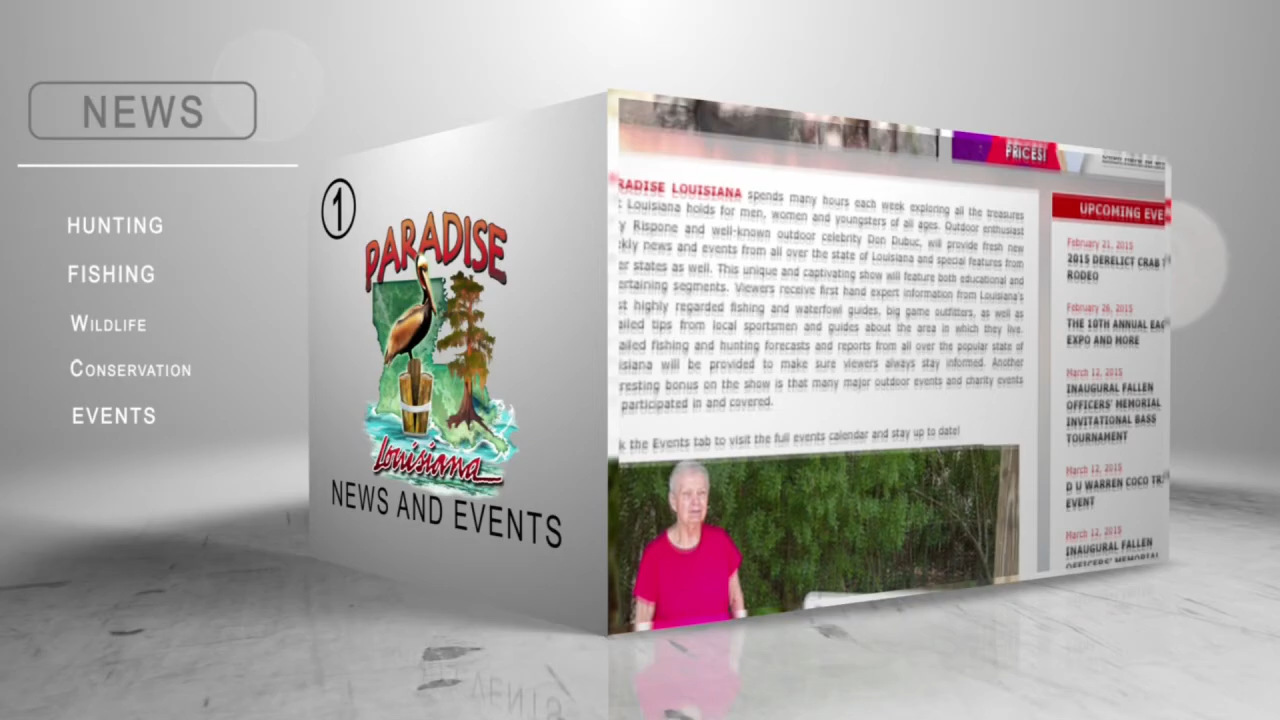 NEWS
HUNTING
FISHING
WILDLIFE
CONSERVATION
EVENTS
1
PARADISE
Louisiana
NEWS AND EVENTS
PRICES!
RADISE LOUISIANA spends many hours each week exploring all the treasures
Louisiana holds for men, women and youngsters of all ages. Outdoor enthusiast
y Rispone and well-known outdoor celebrity Don Dubuc, will provide fresh new
kly news and events from all over the state of Louisiana and special features from
er states as well. This unique and captivating show will feature both educational and
ertaining segments. Viewers receive first hand expert information from Louisiana's
st highly regarded fishing and waterfowl guides, big game outfitters, as well as
ailed tips from local sportsmen and guides about the area in which they live.
ailed fishing and hunting forecasts and reports from all over the popular state of
isiana will be provided to make sure viewers always stay informed. Another
resting bonus on the show is that many major outdoor events and charity events
participated in and covered.
k the Events tab to visit the full events calendar and stay up to date!
UPCOMING EVE
February 21, 2015
2015 DERELICT CRAB T
RODEO
February 26, 2015
THE 10TH ANNUAL EAG
EXPO AND MORE
March 12, 2015
INAUGURAL FALLEN
OFFICERS' MEMORIAL
INVITATIONAL BASS
TOURNAMENT
March 12, 2015
D U WARREN COCO TR
EVENT
March 12, 2015
INAUGURAL FALLEN
OFFICERS' MEMORIAL